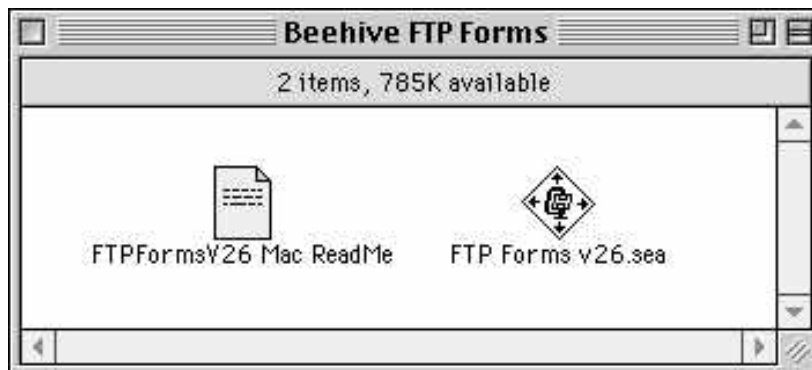 Beehive FTP Forms
2 items, 785K available
FTPFormsV26 Mac ReadMe
FTP Forms v26.sea